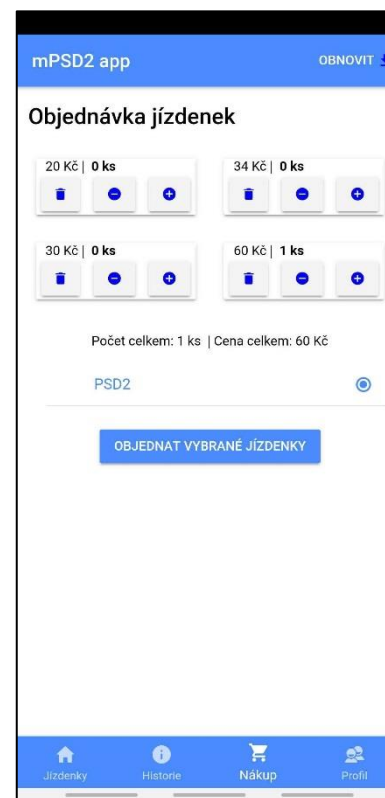 mPSD2 app OBNOVIT
Objednávka jízdenek
20 Kč | 0 ks 34 Kč | 0 ks
30 Kč | 0 ks 60 Kč | 1 ks
Počet celkem: 1 ks | Cena celkem: 60 Kč
PSD2
OBJEDNAT VYBRANÉ JÍZDENKY
Jízdenky Historie Nákup Profil